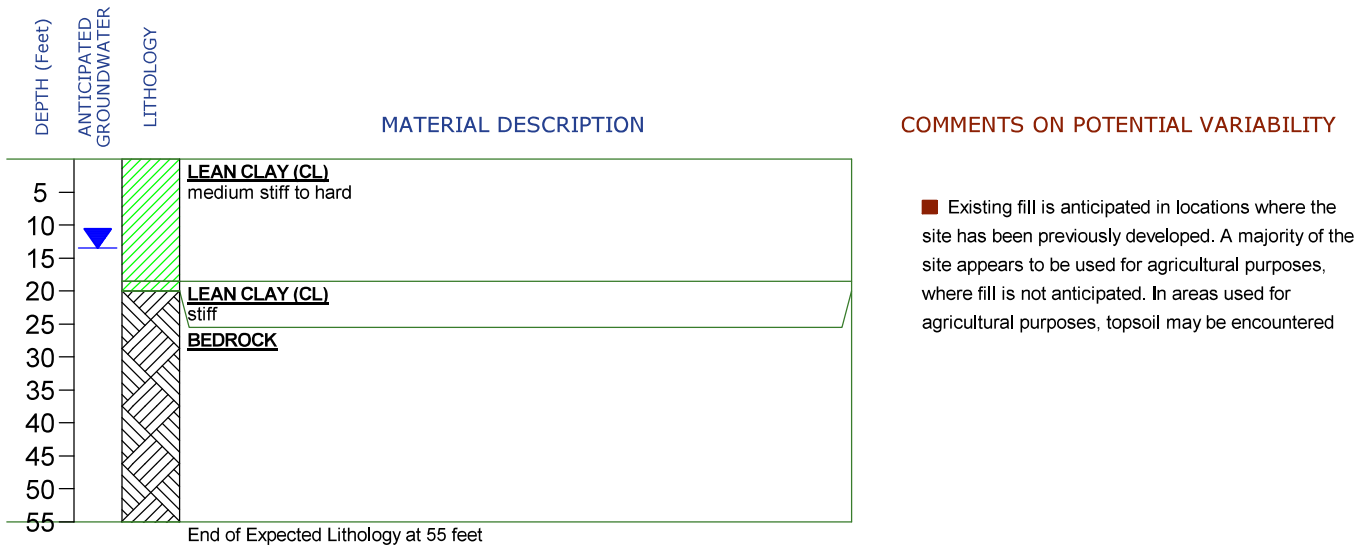 DEPTH (Feet)
ANTICIPATED
GROUNDWATER
LITHOLOGY
MATERIAL DESCRIPTION
COMMENTS ON POTENTIAL VARIABILITY
5
10
15
20
25
30
35
40
45
50
55
LEAN CLAY (CL)
medium stiff to hard
LEAN CLAY (CL)
stiff
BEDROCK
End of Expected Lithology at 55 feet
Existing fill is anticipated in locations where the
site has been previously developed. A majority of the
site appears to be used for agricultural purposes,
where fill is not anticipated. In areas used for
agricultural purposes, topsoil may be encountered